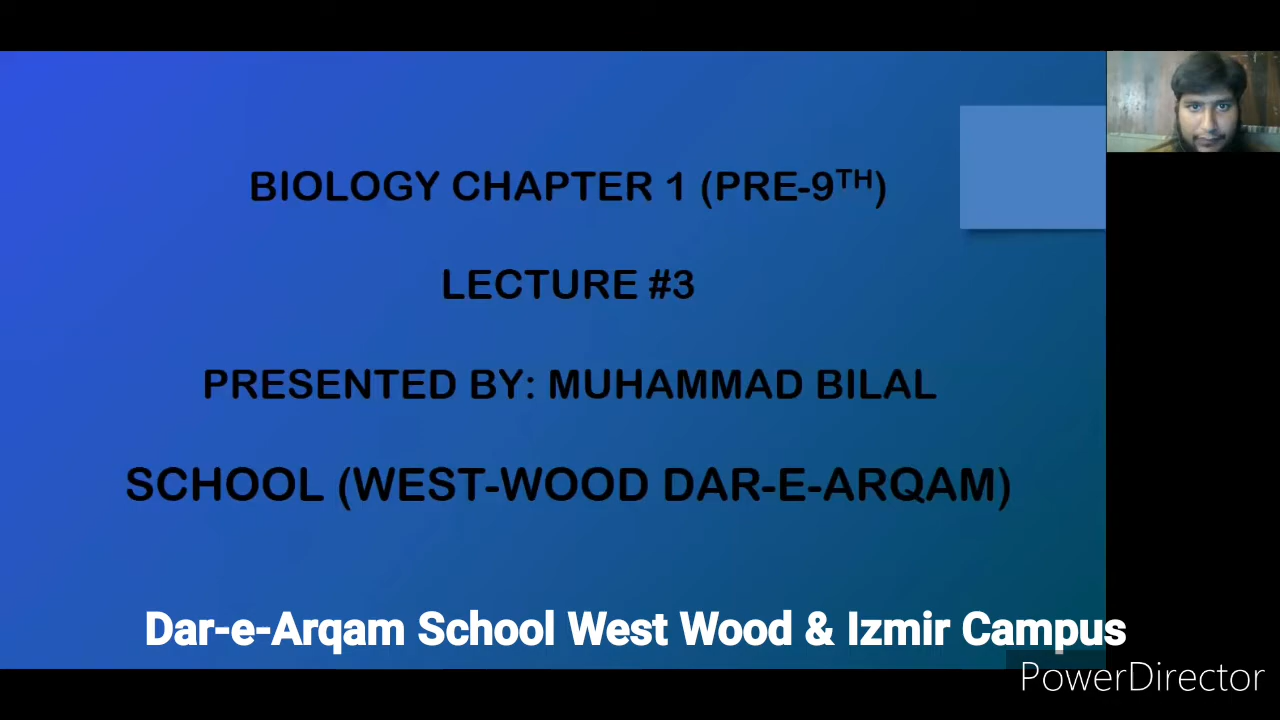 BIOLOGY CHAPTER 1 (PRE-9TH)
LECTURE #3
PRESENTED BY: MUHAMMAD BILAL
SCHOOL (WEST-WOOD DAR-E-ARQAM)
Dar-e-Arqam School West Wood & Izmir Campus
PowerDirector